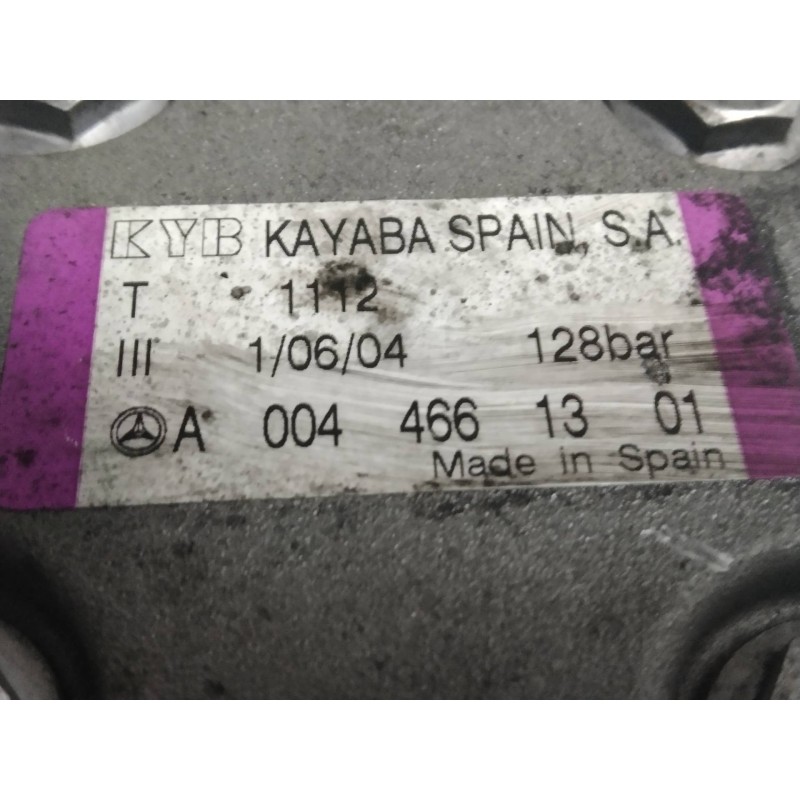 KYB KAYABA SPAIN, S.A.
T 1112
III 1/06/04 128bar
A 004 466 13 01
Made in Spain